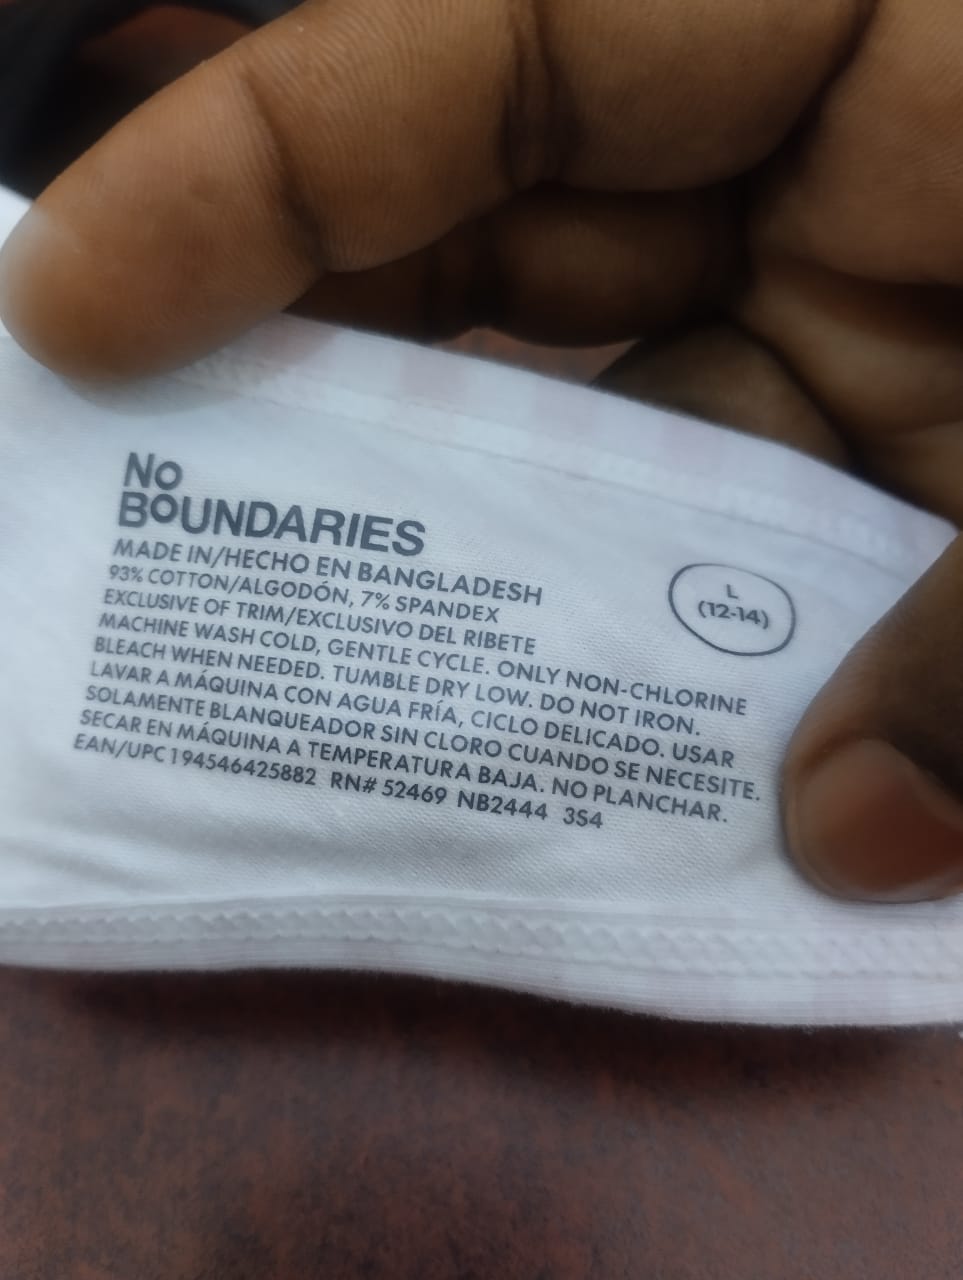 No
BoUNDARIES
MADE IN/HECHO EN BANGLADESH
93% COTTON/ALGODÓN, 7% SPANDEX
EXCLUSIVE OF TRIM/EXCLUSIVO DEL RIBETE
MACHINE WASH COLD, GENTLE CYCLE. ONLY NON-CHLORINE
BLEACH WHEN NEEDED. TUMBLE DRY LOW. DO NOT IRON.
LAVAR A MÁQUINA CON AGUA FRÍA, CICLO DELICADO. USAR
SOLAMENTE BLANQUEADOR SIN CLORO CUANDO SE NECESITE.
SECAR EN MÁQUINA A TEMPERATURA BAJA. NO PLANCHAR.
EAN/UPC 194546425882 RN# 52469 NB2444 3S4
L
(12-14)